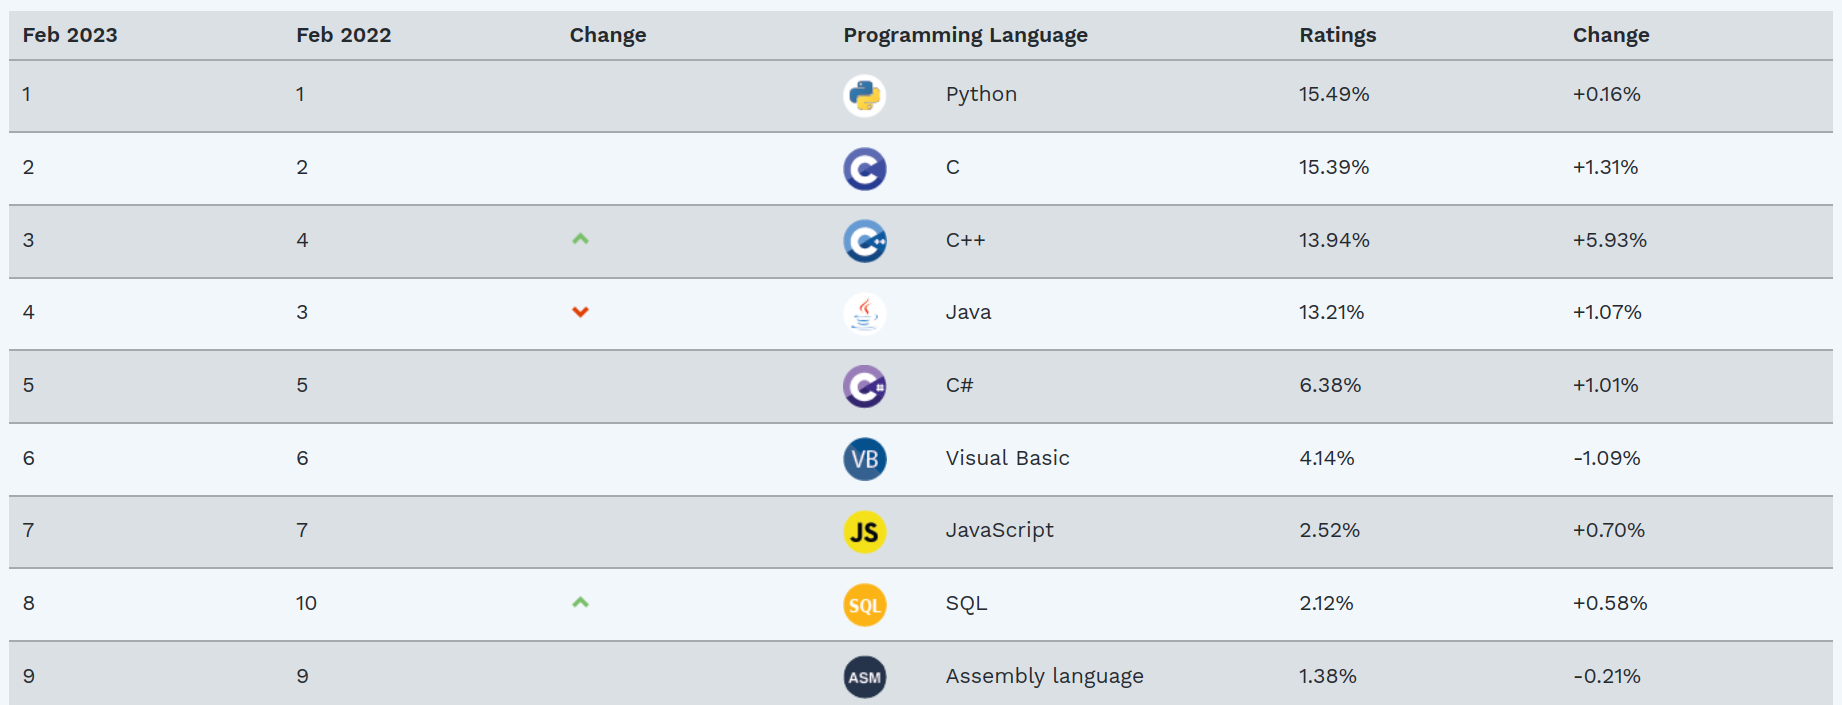 Feb 2023 Feb 2022 Change Programming Language Ratings Change
1 1 Python 15.49% +0.16%
2 2 C C 15.39% +1.31%
3 4 C++ C++ 13.94% +5.93%
4 3 Java 13.21% +1.07%
5 5 C# C# 6.38% +1.01%
6 6 VB Visual Basic 4.14% -1.09%
7 7 JS JavaScript 2.52% +0.70%
8 10 SQL SQL 2.12% +0.58%
9 9 ASM Assembly language 1.38% -0.21%